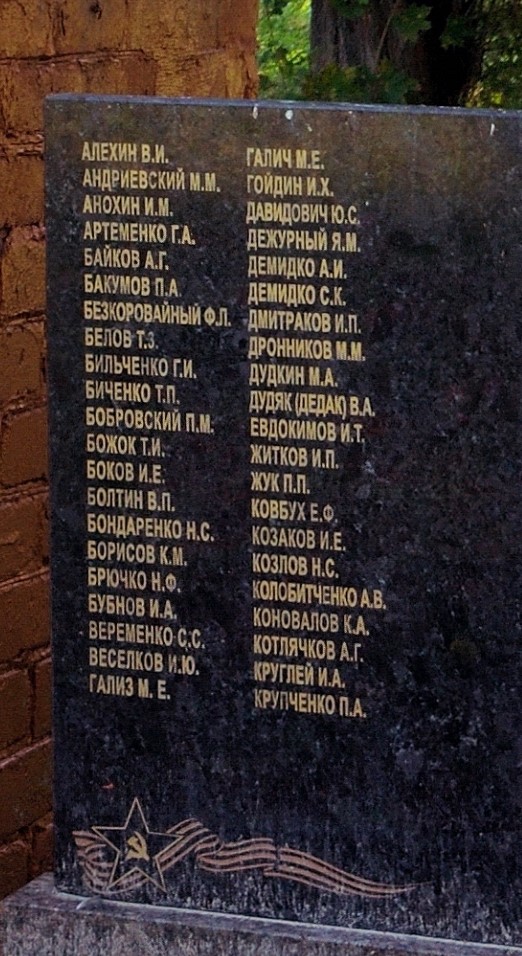 АЛЕХИН В.И.
АНДРИЕВСКИЙ М.М.
АНОХИН И.М.
АРТЕМЕНКО Г.А.
БАЙКОВ А.Г.
БАКУМОВ П.А.
БЕЗКОРОВАЙНЫЙ Ф.Л.
БЕЛОВ Т.З.
БИЛЬЧЕНКО Г.И.
БИЧЕНКО Т.П.
БОБРОВСКИЙ П.М.
БОЖОК Т.И.
БОКОВ И.Е.
БОЛТИН В.П.
БОНДАРЕНКО Н.С.
БОРИСОВ К.М.
БРЮЧКО Н.Ф.
БУБНОВ И.А.
ВЕРЕМЕНКО С.С.
ВЕСЕЛКОВ И.Ю.
ГАЛИЗ М. Е.
ГАЛИЧ М.Е.
ГОЙДИН И.Х.
ДАВИДОВИЧ Ю.С.
ДЕЖУРНЫЙ Я.М.
ДЕМИДКО А.И.
ДЕМИДКО С.К.
ДМИТРАКОВ И.П.
ДРОННИКОВ М.М.
ДУДКИН М.А.
ДУДЯК (ДЕДАК) В.А.
ЕВДОКИМОВ И.Т.
ЖИТКОВ И.П.
ЖУК П.П.
КОВБУХ Е.Ф.
КОЗАКОВ И.Е.
КОЗЛОВ Н.С.
КОЛОБИТЧЕНКО А.В.
КОНОВАЛОВ К.А.
КОТЛЯЧКОВ А.Г.
КРУГЛЕЙ И.А.
КРУПЧЕНКО П.А.